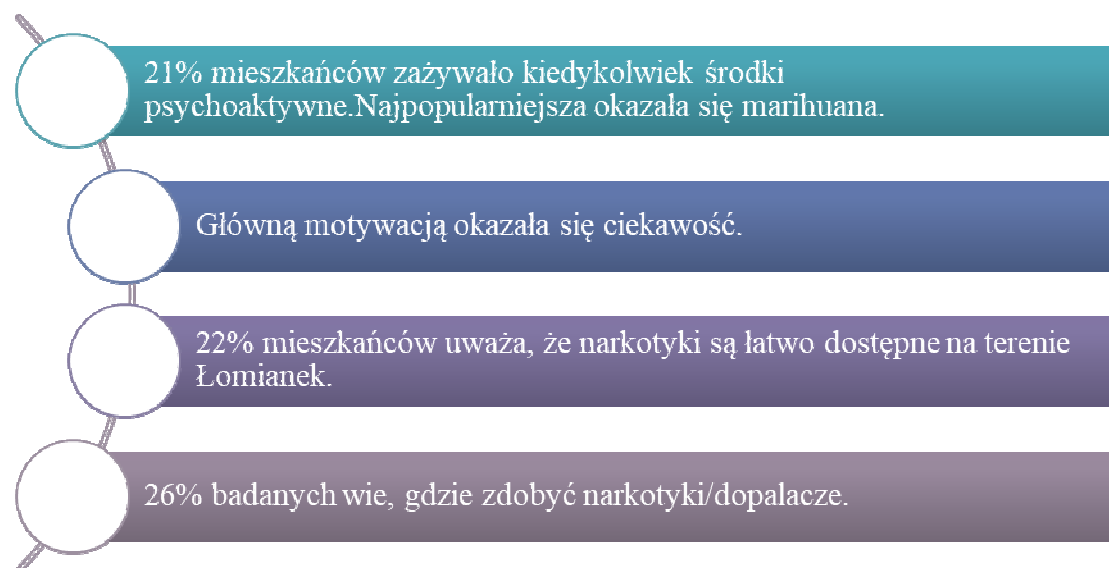 21% mieszkańców zażywało kiedykolwiek środki
psychoaktywne.Najpopularniejsza okazała się marihuana.
Główną motywacją okazała się ciekawość.
22% mieszkańców uważa, że narkotyki są łatwo dostępne na terenie
Łomianek.
26% badanych wie, gdzie zdobyć narkotyki/dopalacze.